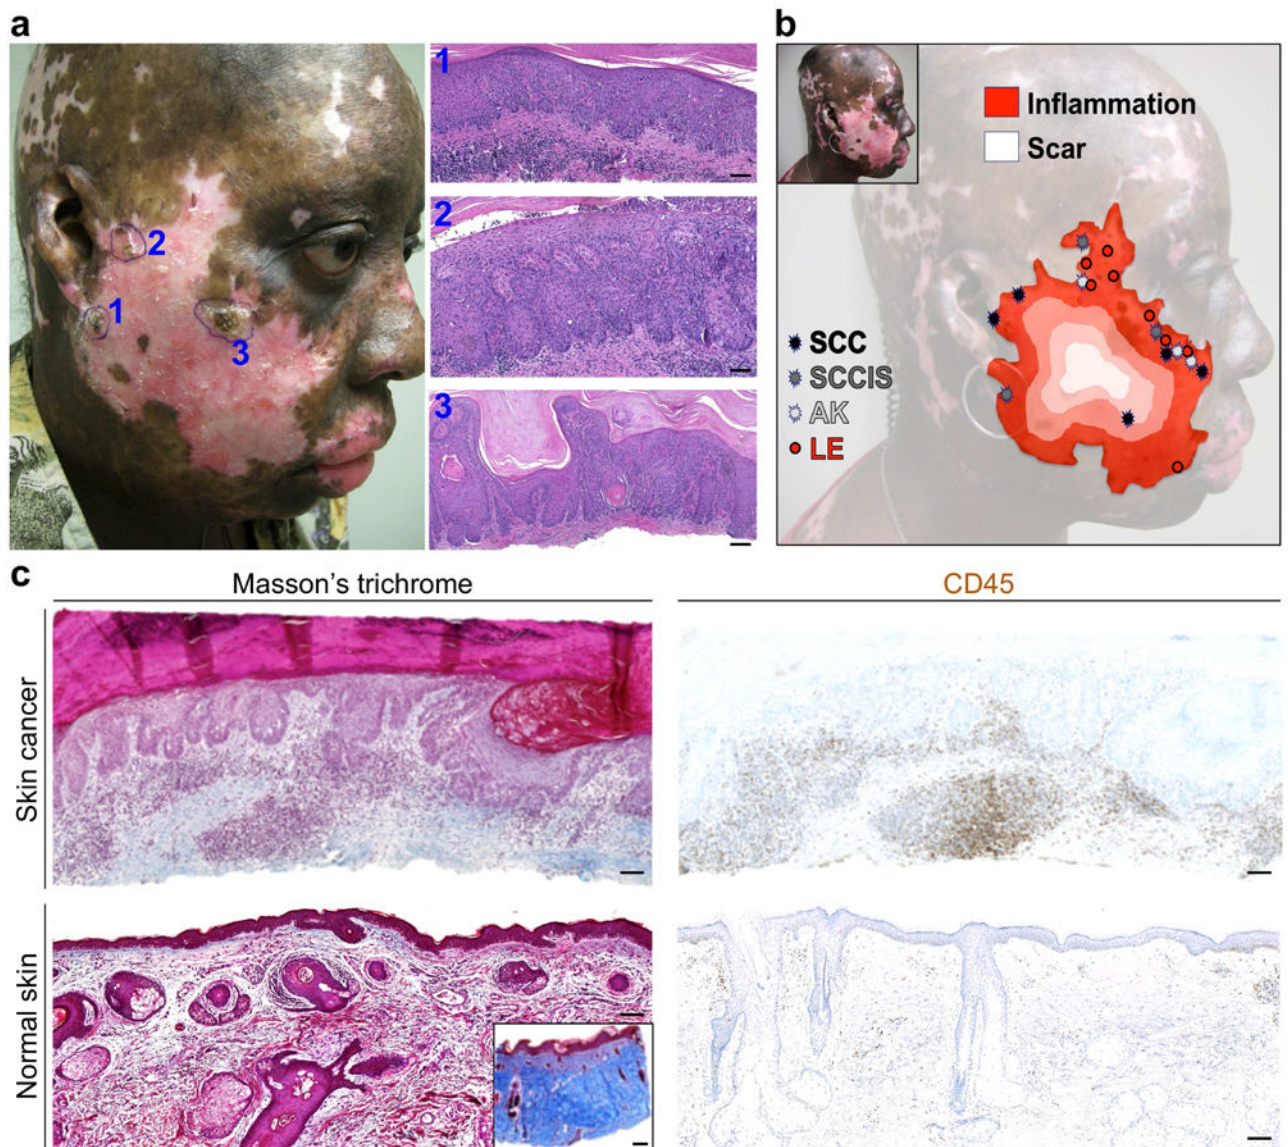 a
1
2
3
1
2
3
b
Inflammation
Scar
SCC
SCCIS
AK
LE
c
Masson's trichrome
CD45
Skin cancer
Normal skin